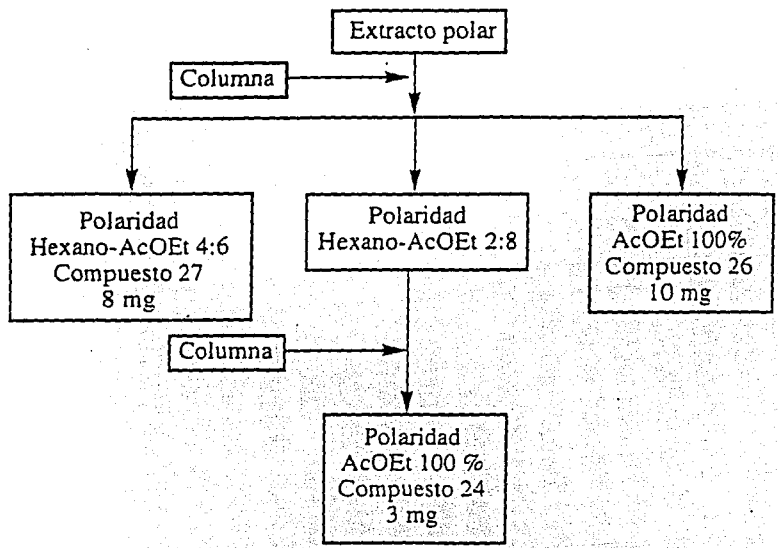 Extracto polar
Columna
Polaridad
Hexano-AcOEt 4:6
Compuesto 27
8 mg
Polaridad
Hexano-AcOEt 2:8
Polaridad
AcOEt 100%
Compuesto 26
10 mg
Columna
Polaridad
AcOEt 100 %
Compuesto 24
3 mg